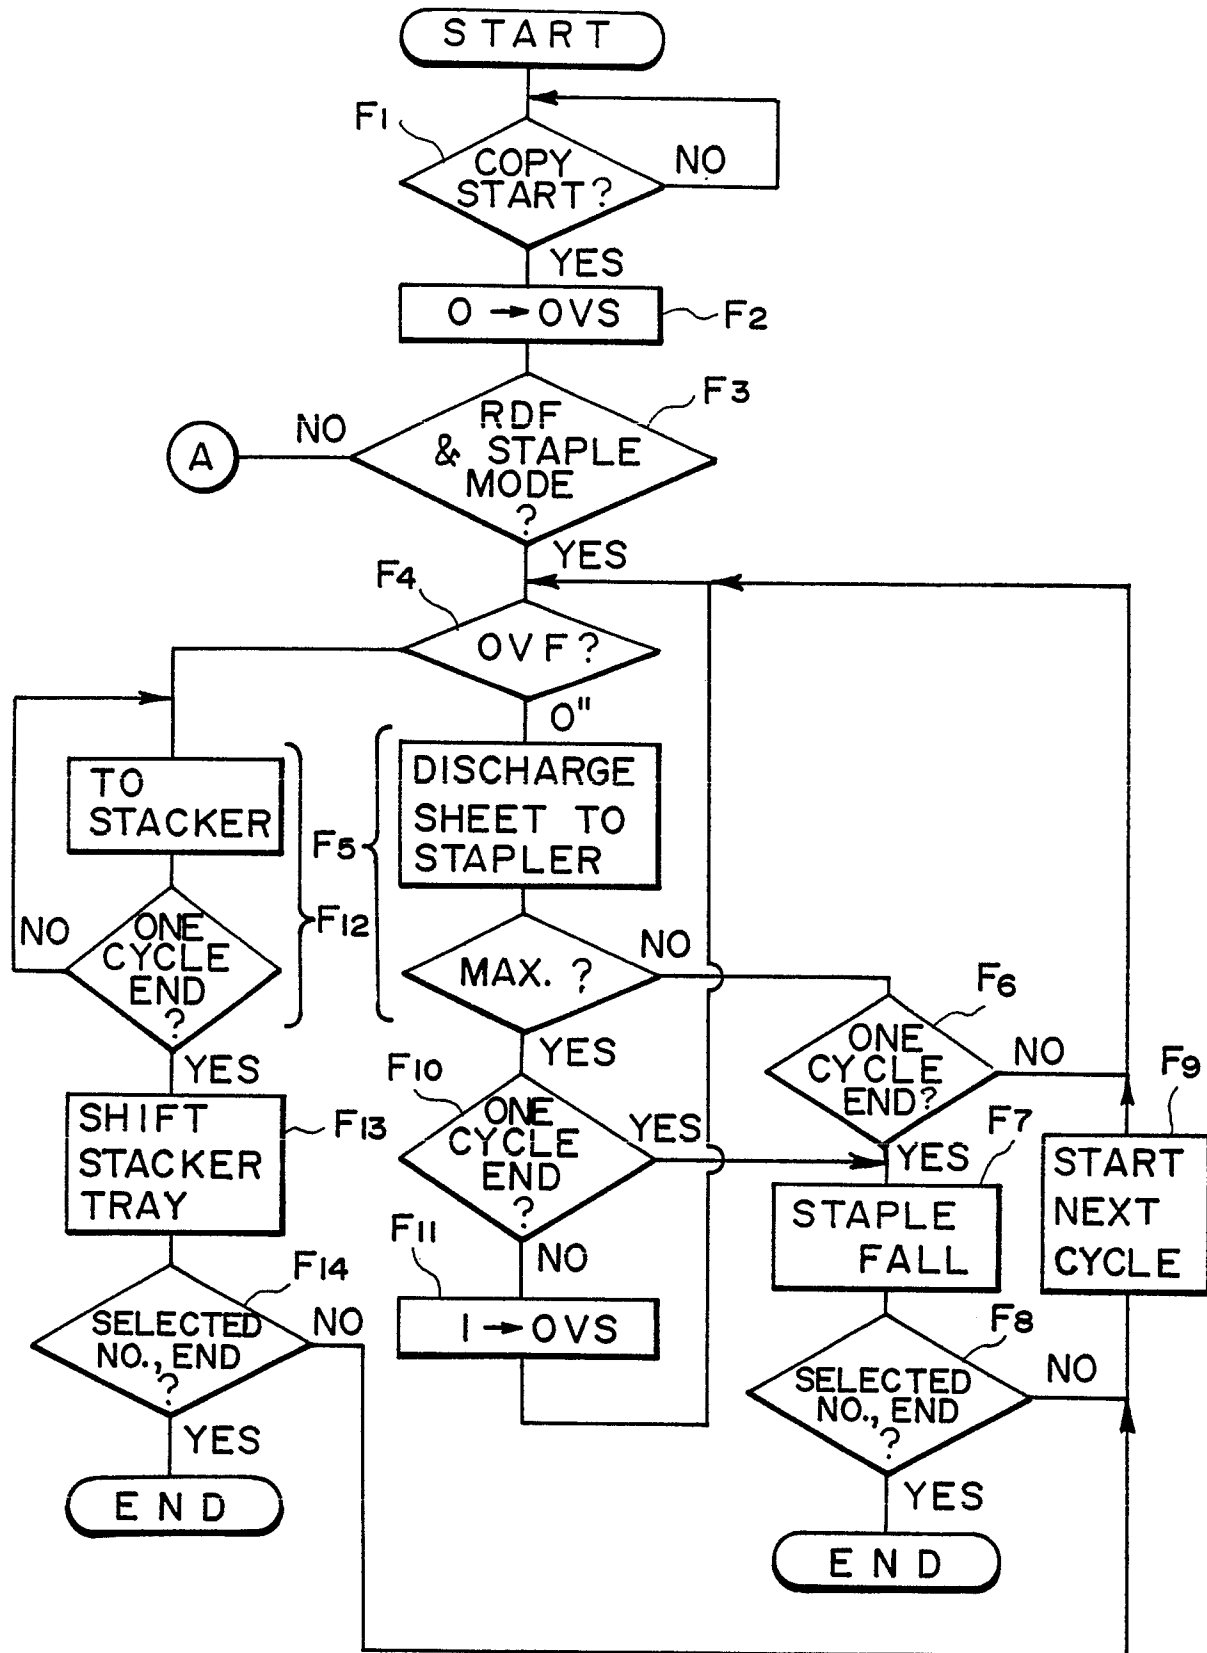 START
F1
COPY
START?
NO
YES
0 → OVS
F2
F3
RDF
& STAPLE
MODE
?
NO
A
YES
F4
OVF?
0"
TO
STACKER
F12
F5
DISCHARGE
SHEET TO
STAPLER
ONE
CYCLE
END
?
NO
YES
MAX. ?
NO
YES
F6
ONE
CYCLE
END?
NO
YES
F10
ONE
CYCLE
END
?
YES
NO
SHIFT
STACKER
TRAY
F13
F7
STAPLE
FALL
F9
START
NEXT
CYCLE
F11
1 → OVS
F14
SELECTED
NO., END
?
NO
YES
END
F8
SELECTED
NO., END
?
NO
YES
END